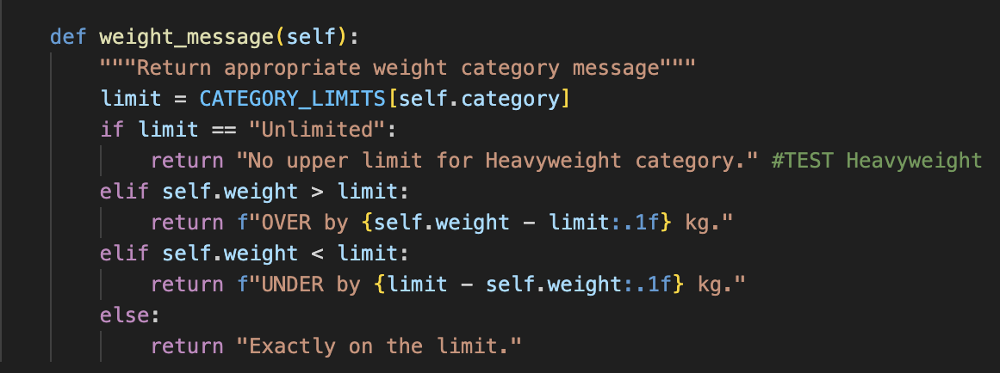 def weight_message(self):
"""Return appropriate weight category message"""
limit = CATEGORY_LIMITS[self.category]
if limit == "Unlimited":
return "No upper limit for Heavyweight category." #TEST Heavyweight
elif self.weight > limit:
return f"OVER by {self.weight - limit:.1f} kg."
elif self.weight < limit:
return f"UNDER by {limit - self.weight:.1f} kg."
else:
return "Exactly on the limit."